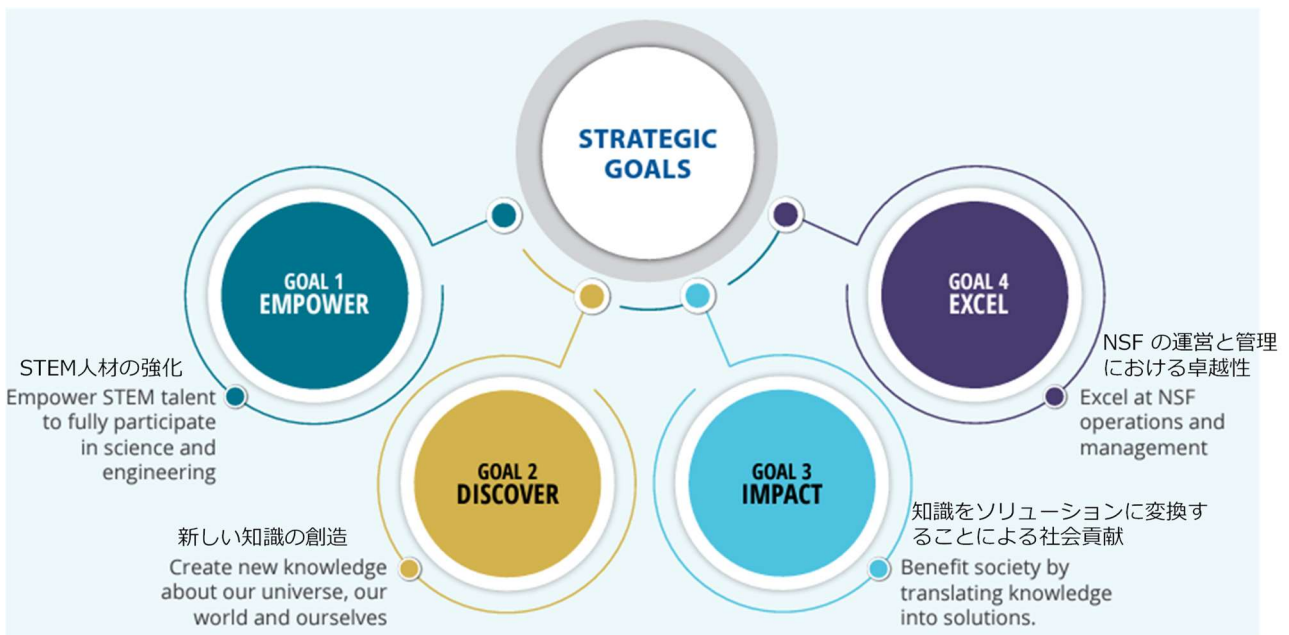 STRATEGIC
GOALS
GOAL 1
EMPOWER
STEM人材の強化
Empower STEM talent
to fully participate
in science and
engineering
GOAL 2
DISCOVER
新しい知識の創造
Create new knowledge
about our universe, our
world and ourselves
GOAL 3
IMPACT
知識をソリューションに変換す
ることによる社会貢献
Benefit society by
translating knowledge
into solutions.
GOAL 4
EXCEL
NSF の運営と管理
における卓越性
Excel at NSF
operations and
management